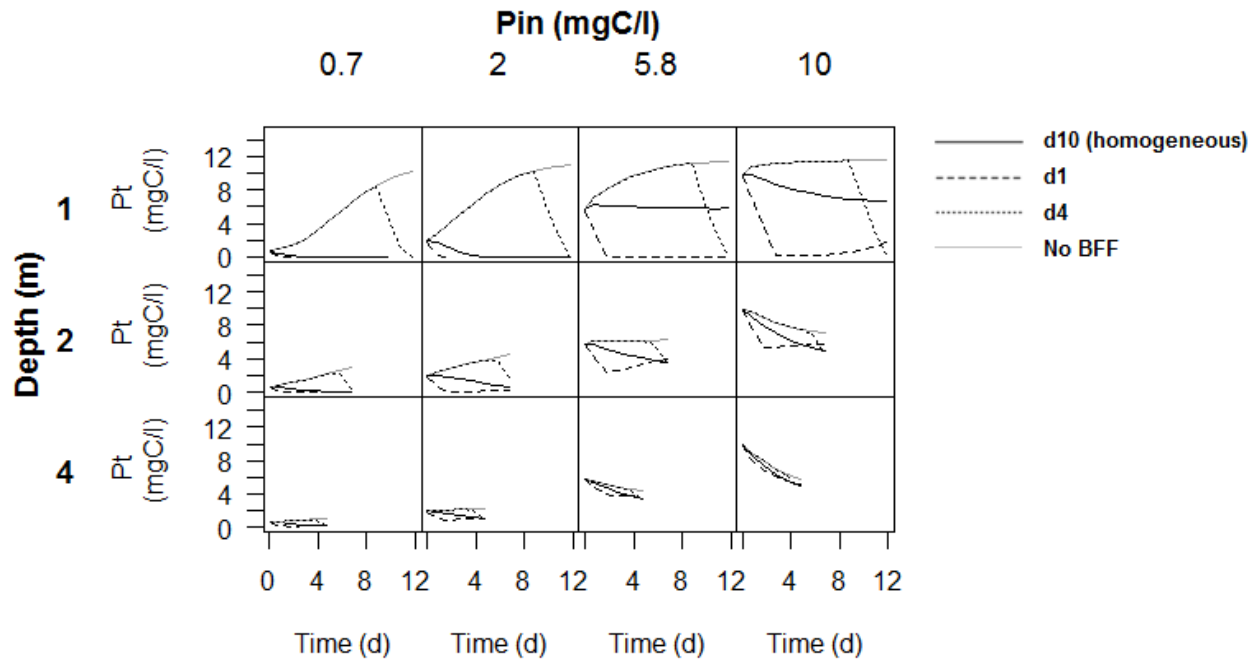 Pin (mgC/l)
0.7 2 5.8 10
Depth (m)
1
Pt
(mgC/l)
12
8
4
0
2
Pt
(mgC/l)
12
8
4
0
4
Pt
(mgC/l)
12
8
4
0
0 4 8 12 4 8 12 4 8 12 4 8 12
Time (d) Time (d) Time (d) Time (d)
d10 (homogeneous)
d1
d4
No BFF